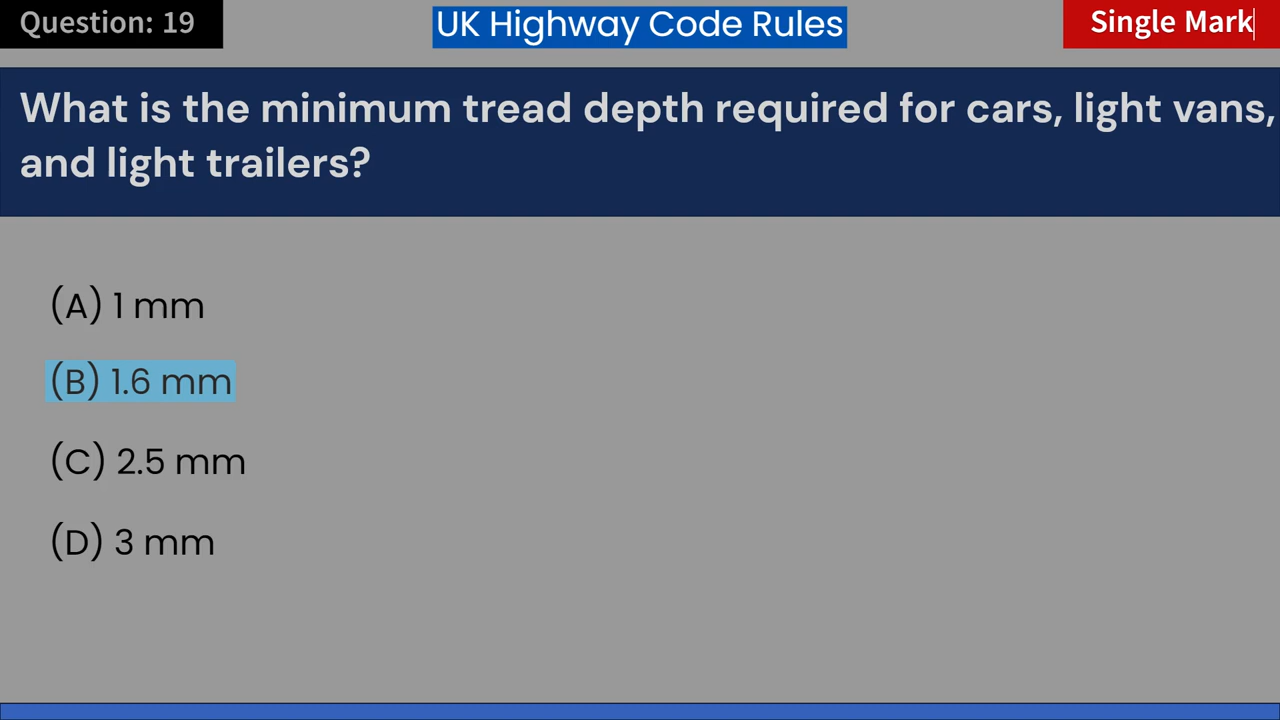 Question: 19
UK Highway Code Rules
Single Mark
What is the minimum tread depth required for cars, light vans,
and light trailers?
(A) 1 mm
(B) 1.6 mm
(C) 2.5 mm
(D) 3 mm